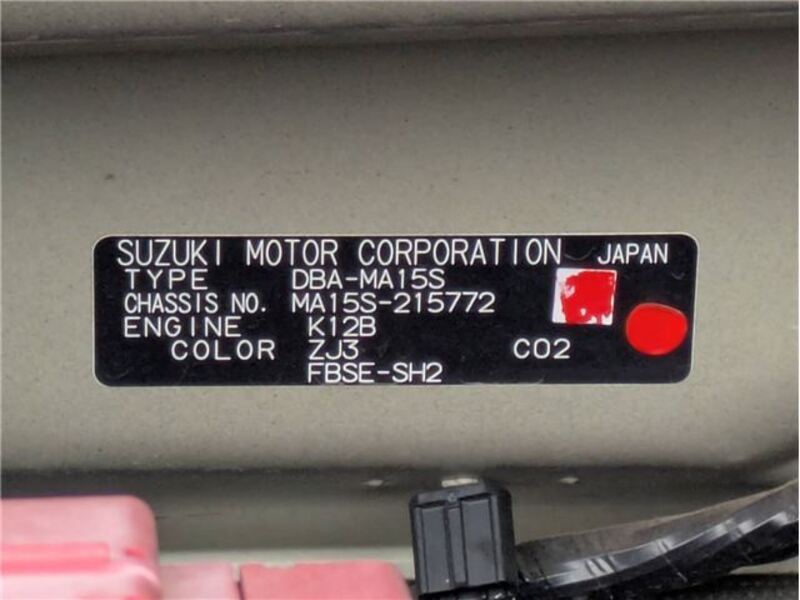 SUZUKI MOTOR CORPORATION JAPAN
TYPE DBA-MA15S
CHASSIS NO. MA15S-215772
ENGINE K12B
COLOR ZJ3 C02
FBSE-SH2